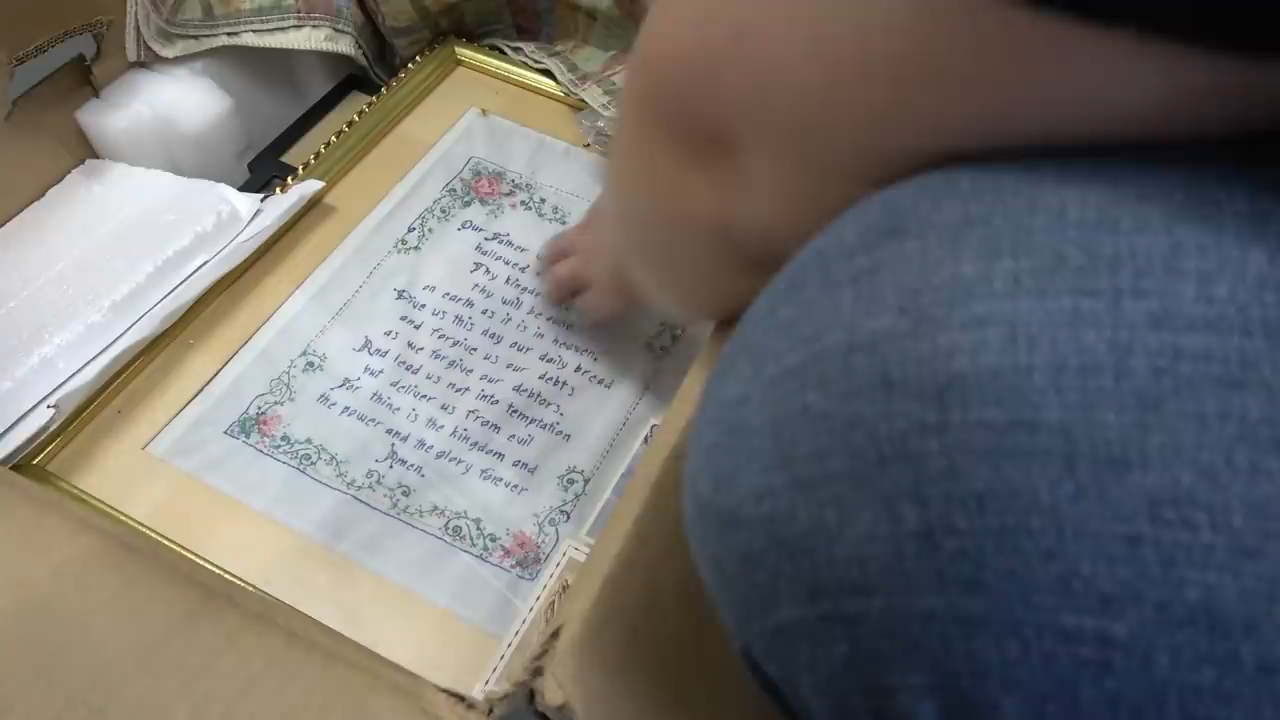 Our Father
hallowed
Thy kingdo
thy will be done
on earth as it is in heaven.
Give us this day our daily bread
and forgive us our debts
as we forgive our debtors.
And lead us not into temptation
but deliver us from evil
For thine is the kingdom and
the power and the glory forever
Amen.